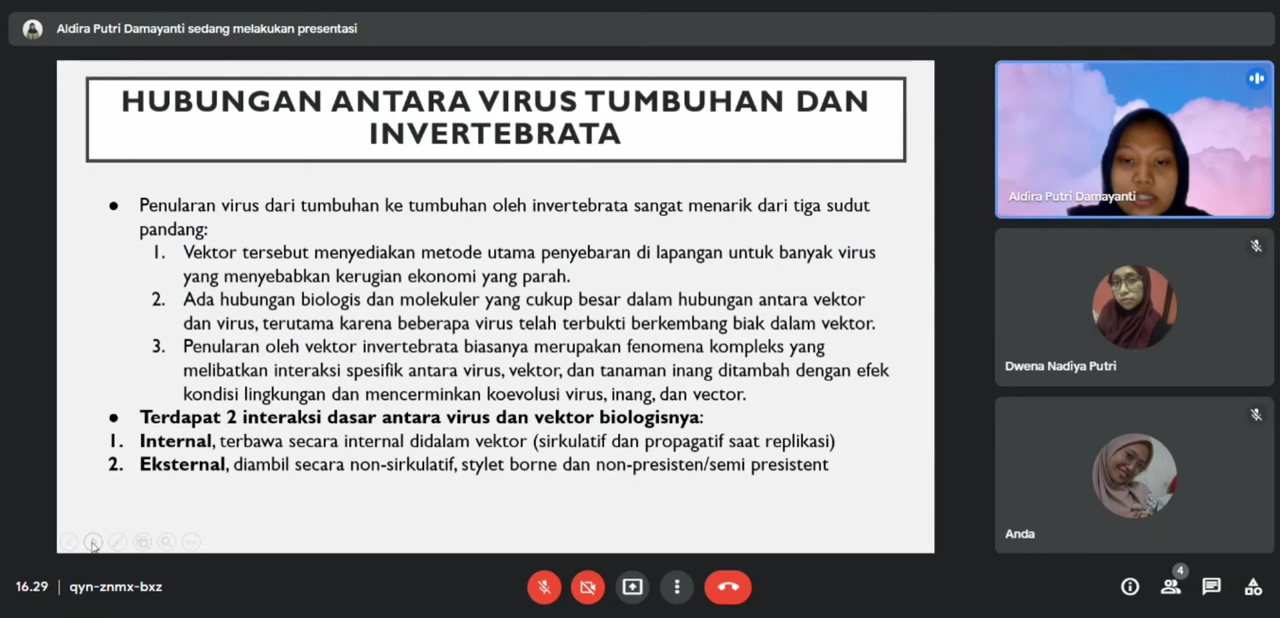 Aldira Putri Damayanti sedang melakukan presentasi
HUBUNGAN ANTARA VIRUS TUMBUHAN DAN
INVERTEBRATA
● Penularan virus dari tumbuhan ke tumbuhan oleh invertebrata sangat menarik dari tiga sudut
pandang:
1. Vektor tersebut menyediakan metode utama penyebaran di lapangan untuk banyak virus
yang menyebabkan kerugian ekonomi yang parah.
2. Ada hubungan biologis dan molekuler yang cukup besar dalam hubungan antara vektor
dan virus, terutama karena beberapa virus telah terbukti berkembang biak dalam vektor.
3. Penularan oleh vektor invertebrata biasanya merupakan fenomena kompleks yang
melibatkan interaksi spesifik antara virus, vektor, dan tanaman inang ditambah dengan efek
kondisi lingkungan dan mencerminkan koevolusi virus, inang, dan vector.
● Terdapat 2 interaksi dasar antara virus dan vektor biologisnya:
1. Internal, terbawa secara internal didalam vektor (sirkulatif dan propagatif saat replikasi)
2. Eksternal, diambil secara non-sirkulatif, stylet borne dan non-presisten/semi presistent
Aldira Putri Damayanti
Dwena Nadiya Putri
Anda
16.29 | qyn-znmx-bxz
4